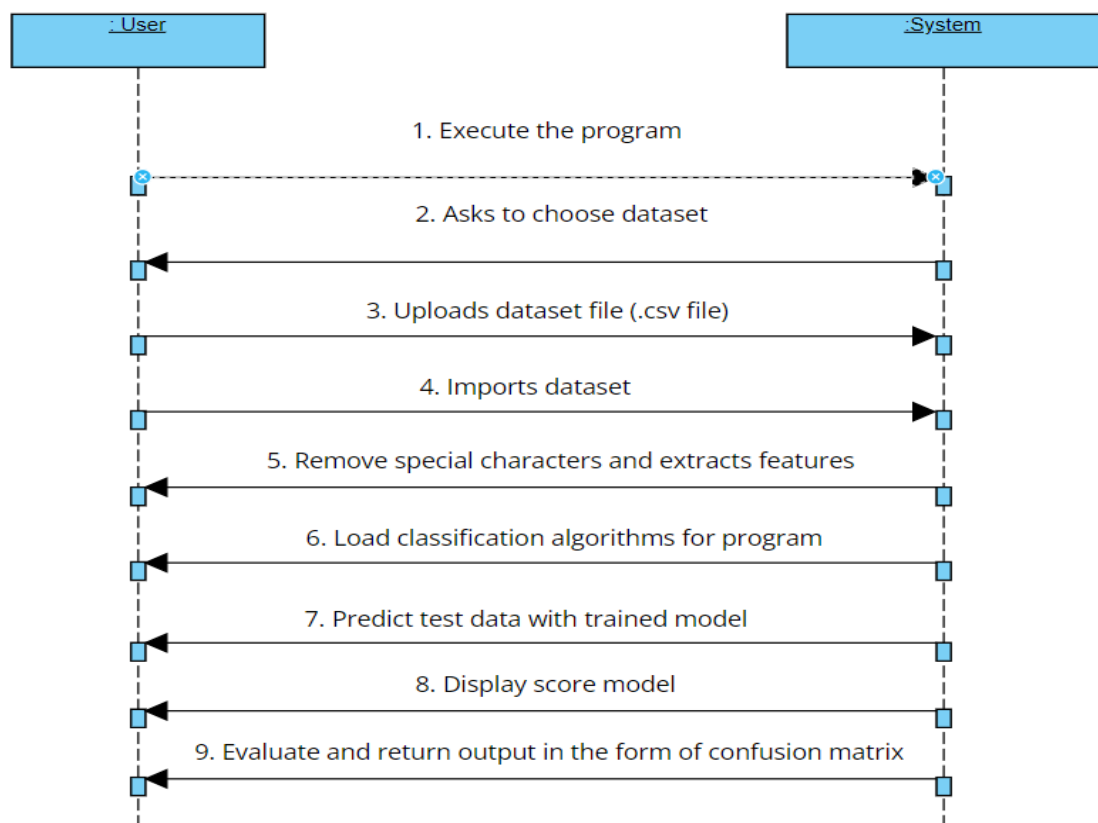 : User
:System
1. Execute the program
2. Asks to choose dataset
3. Uploads dataset file (.csv file)
4. Imports dataset
5. Remove special characters and extracts features
6. Load classification algorithms for program
7. Predict test data with trained model
8. Display score model
9. Evaluate and return output in the form of confusion matrix